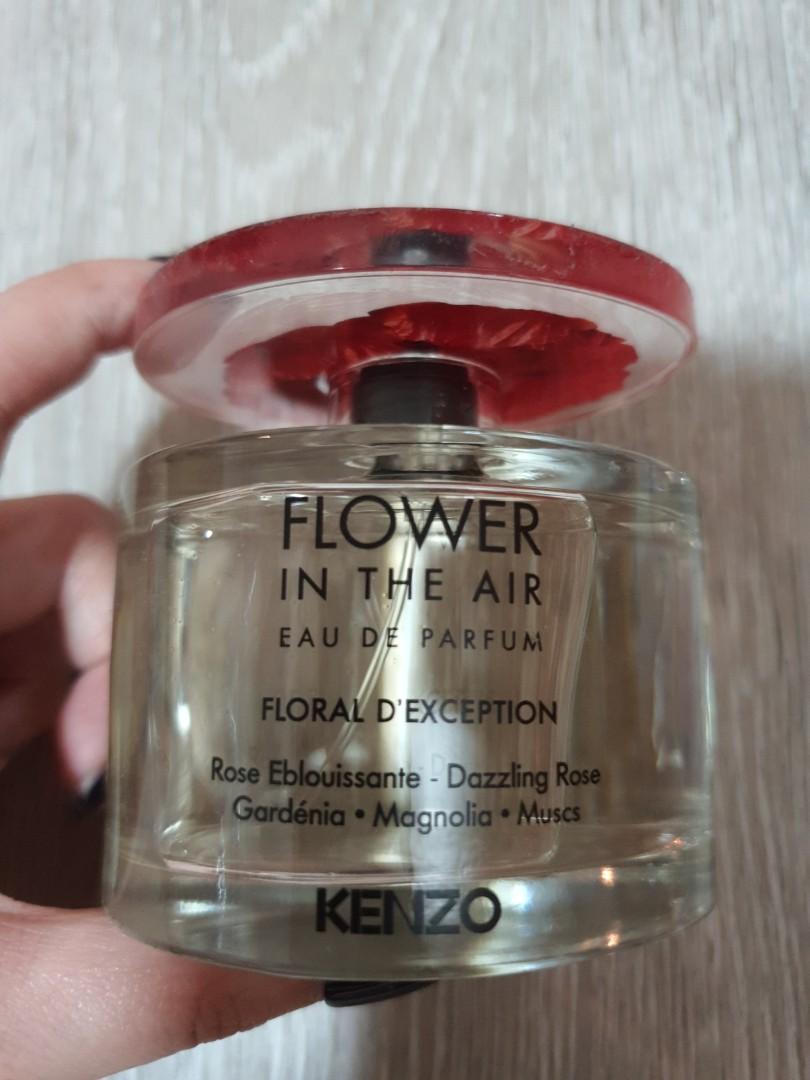 FLOWER
IN THE AIR
EAU DE PARFUM
FLORAL D'EXCEPTION
Rose Eblouissante - Dazzling Rose
Gardénia • Magnolia • Muscs
KENZO